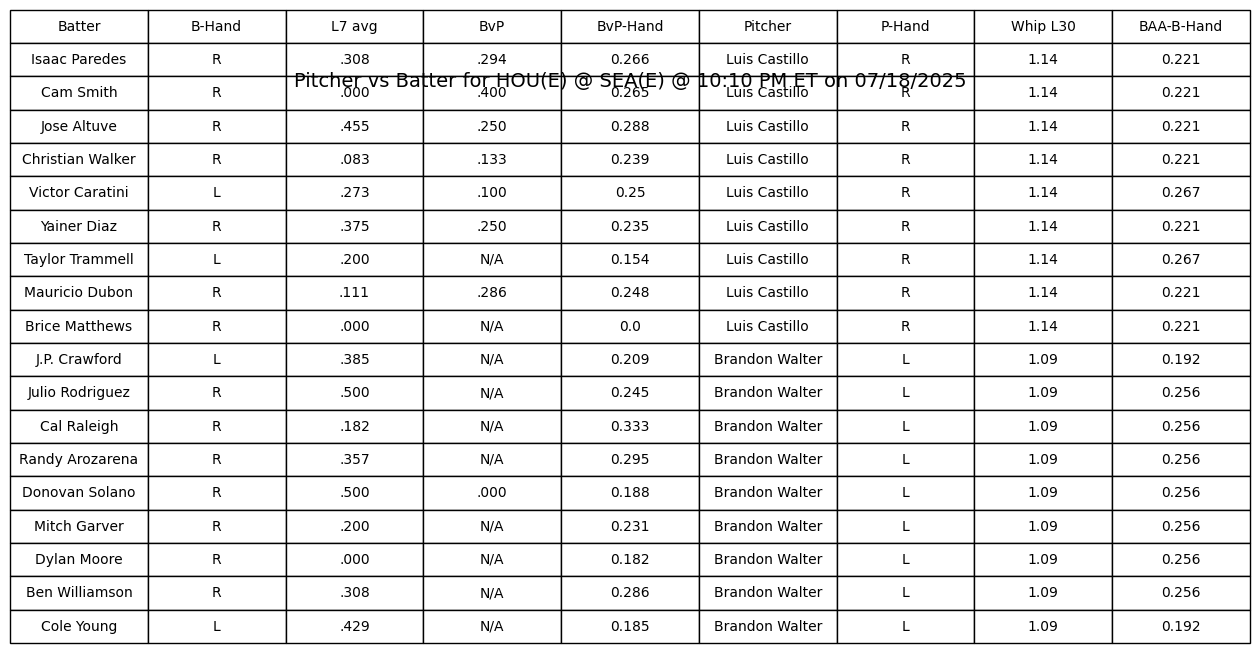 Batter B-Hand L7 avg BvP BvP-Hand Pitcher P-Hand Whip L30 BAA-B-Hand
Isaac Paredes R .308 .294 0.266 Luis Castillo R 1.14 0.221
Pitcher vs Batter for HOU(E) @ SEA(E) @ 10:10 PM ET on 07/18/2025
Cam Smith R .000 .400 0.265 Luis Castillo R 1.14 0.221
Jose Altuve R .455 .250 0.288 Luis Castillo R 1.14 0.221
Christian Walker R .083 .133 0.239 Luis Castillo R 1.14 0.221
Victor Caratini L .273 .100 0.25 Luis Castillo R 1.14 0.267
Yainer Diaz R .375 .250 0.235 Luis Castillo R 1.14 0.221
Taylor Trammell L .200 N/A 0.154 Luis Castillo R 1.14 0.267
Mauricio Dubon R .111 .286 0.248 Luis Castillo R 1.14 0.221
Brice Matthews R .000 N/A 0.0 Luis Castillo R 1.14 0.221
J.P. Crawford L .385 N/A 0.209 Brandon Walter L 1.09 0.192
Julio Rodriguez R .500 N/A 0.245 Brandon Walter L 1.09 0.256
Cal Raleigh R .182 N/A 0.333 Brandon Walter L 1.09 0.256
Randy Arozarena R .357 N/A 0.295 Brandon Walter L 1.09 0.256
Donovan Solano R .500 .000 0.188 Brandon Walter L 1.09 0.256
Mitch Garver R .200 N/A 0.231 Brandon Walter L 1.09 0.256
Dylan Moore R .000 N/A 0.182 Brandon Walter L 1.09 0.256
Ben Williamson R .308 N/A 0.286 Brandon Walter L 1.09 0.256
Cole Young L .429 N/A 0.185 Brandon Walter L 1.09 0.192